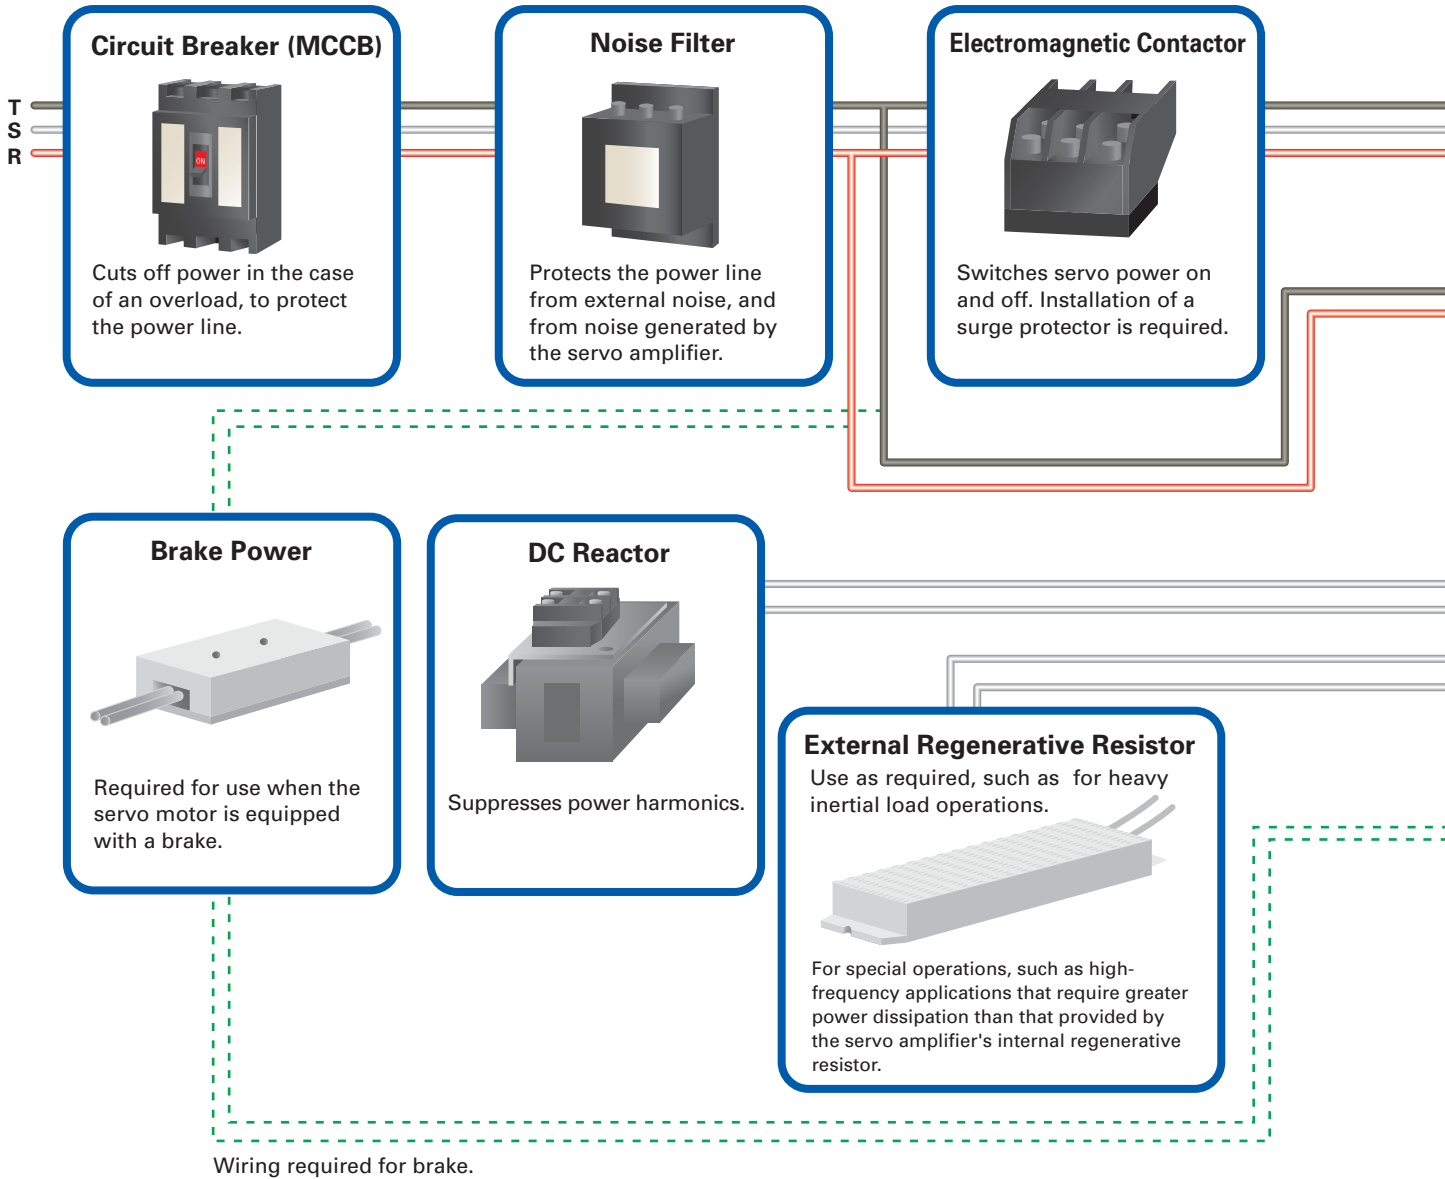 Circuit Breaker (MCCB)
Noise Filter
Electromagnetic Contactor
T
S
R
ON
Cuts off power in the case
of an overload, to protect
the power line.
Protects the power line
from external noise, and
from noise generated by
the servo amplifier.
Switches servo power on
and off. Installation of a
surge protector is required.
Brake Power
Required for use when the
servo motor is equipped
with a brake.
DC Reactor
Suppresses power harmonics.
External Regenerative Resistor
Use as required, such as  for heavy
inertial load operations.
For special operations, such as high-
frequency applications that require greater
power dissipation than that provided by
the servo amplifier's internal regenerative
resistor.
Wiring required for brake.